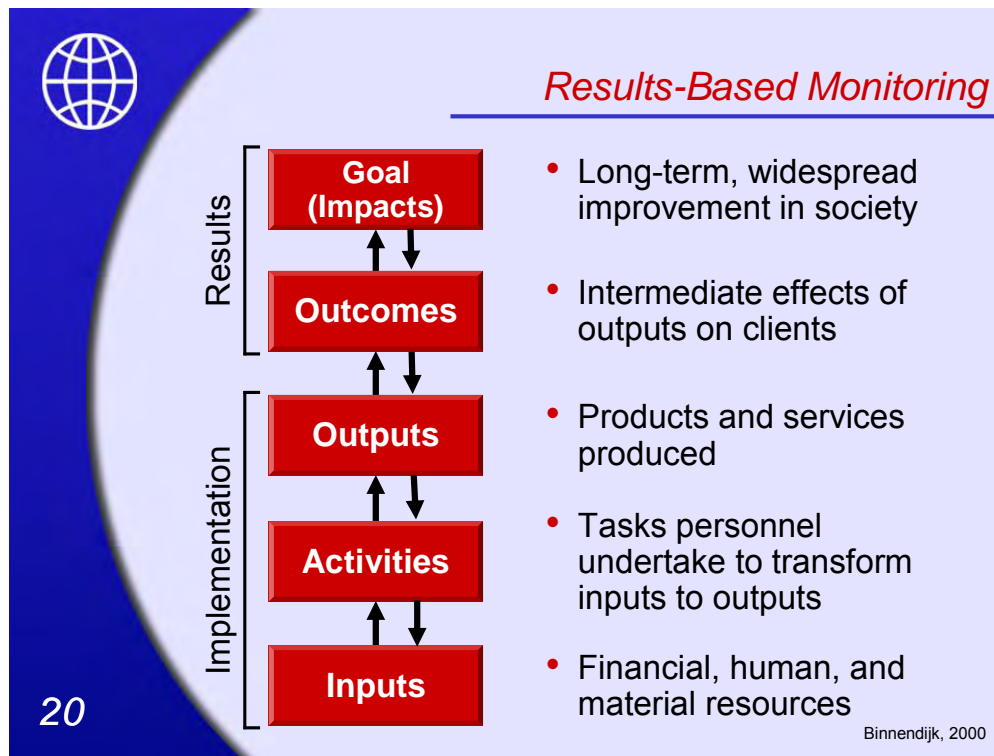 Results-Based Monitoring
Results
Goal
(Impacts)
• Long-term, widespread
improvement in society
Outcomes
• Intermediate effects of
outputs on clients
Implementation
Outputs
• Products and services
produced
Activities
• Tasks personnel
undertake to transform
inputs to outputs
Inputs
• Financial, human, and
material resources
20
Binnendijk, 2000